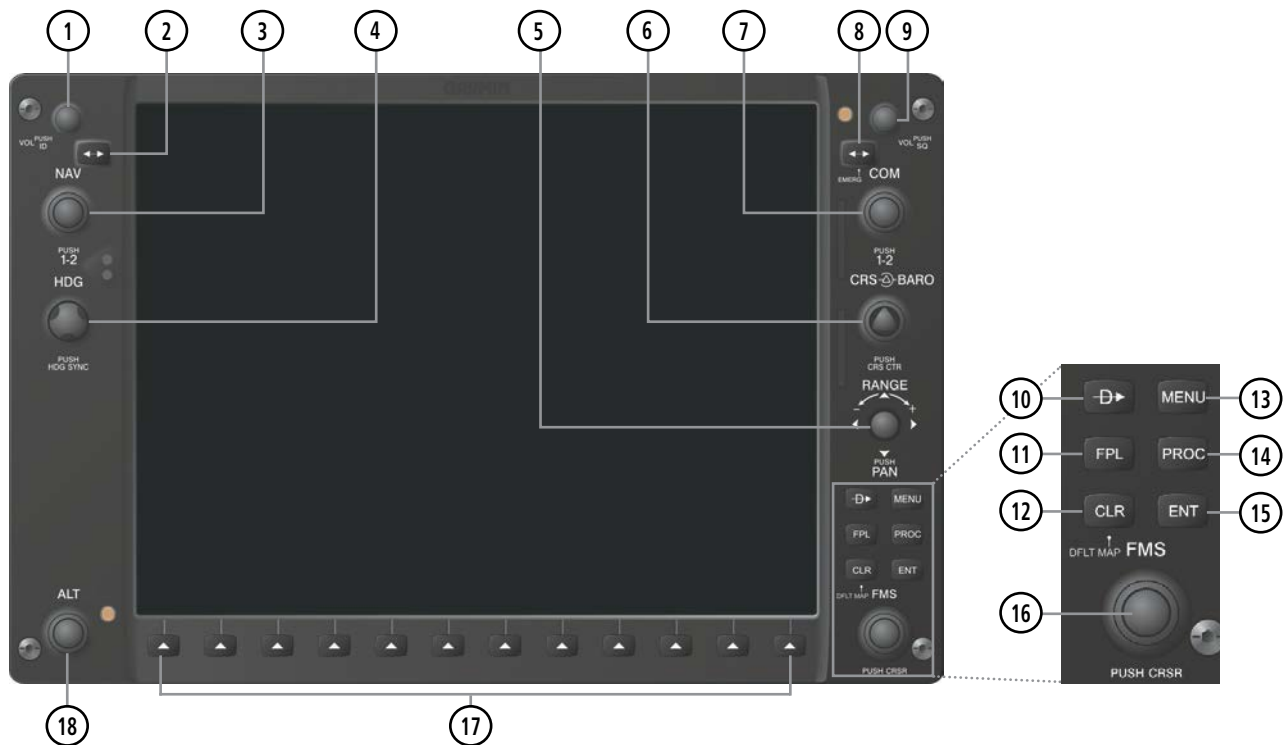 1 2 3 4 5 6 7 8 9
VOL PUSH ID
NAV
PUSH 1-2
HDG
PUSH HDG SYNC
ALT
VOL PUSH SQ
EMERG COM
PUSH 1-2
CRS BARO
PUSH CRS CTR
RANGE
- +
PUSH PAN
D MENU
FPL PROC
CLR ENT
DFLT MAP FMS
PUSH CRSR
10 D MENU 13
11 FPL PROC 14
12 CLR ENT 15
DFLT MAP FMS
16
PUSH CRSR
18 17